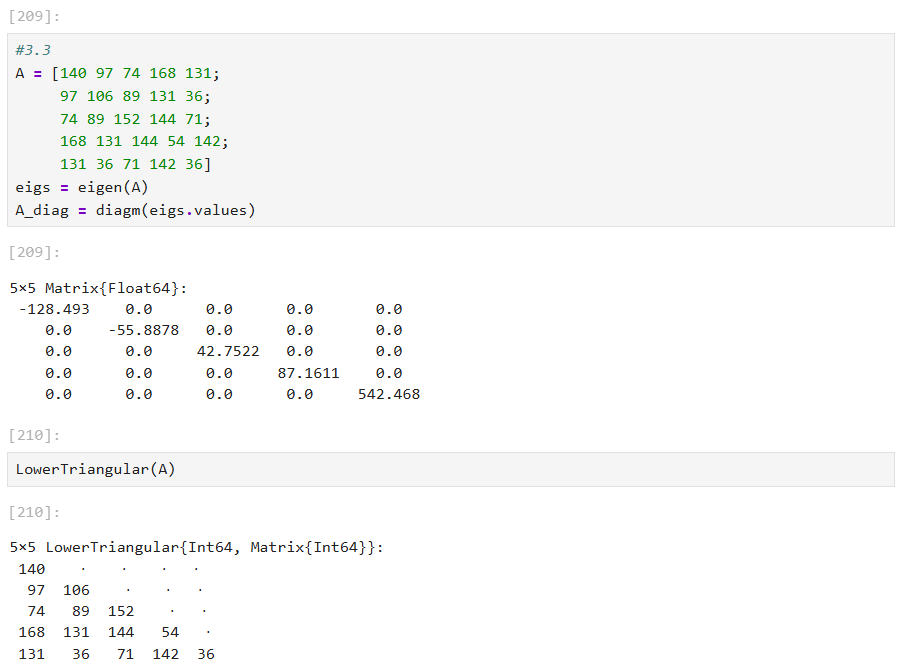 [209]:
#3.3
A = [140 97 74 168 131;
97 106 89 131 36;
74 89 152 144 71;
168 131 144 54 142;
131 36 71 142 36]
eigs = eigen(A)
A_diag = diagm(eigs.values)
[209]:
5×5 Matrix{Float64}:
-128.493 0.0 0.0 0.0 0.0
0.0 -55.8878 0.0 0.0 0.0
0.0 0.0 42.7522 0.0 0.0
0.0 0.0 0.0 87.1611 0.0
0.0 0.0 0.0 0.0 542.468
[210]:
LowerTriangular(A)
[210]:
5×5 LowerTriangular{Int64, Matrix{Int64}}:
140 · · · ·
97 106 · · ·
74 89 152 · ·
168 131 144 54 ·
131 36 71 142 36